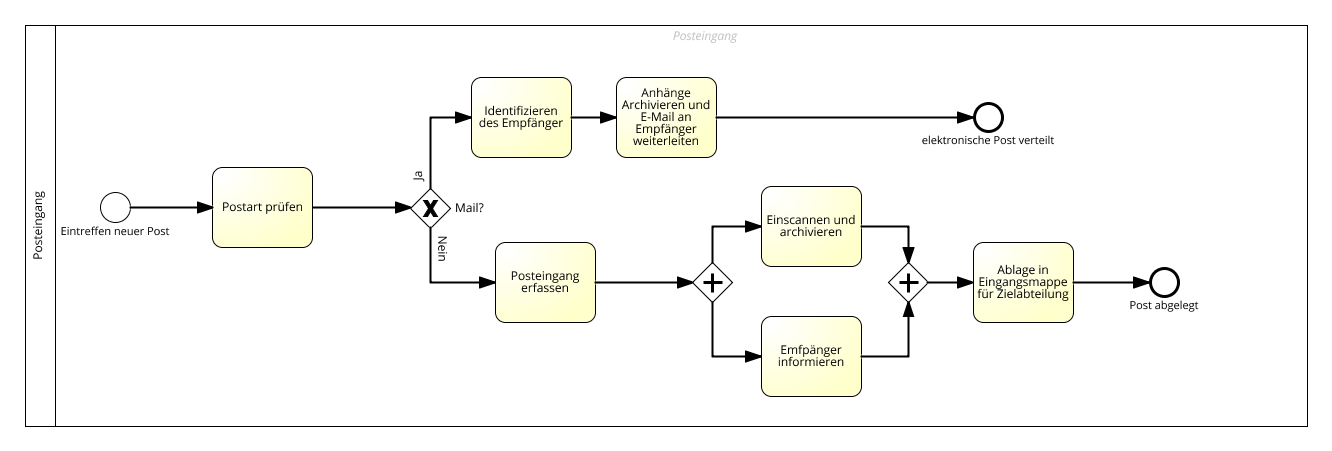 Posteingang
Posteingang
Eintreffen neuer Post
Postart prüfen
Mail?
Ja
Nein
Identifizieren
des Empfänger
Anhänge
Archivieren und
E-Mail an
Empfänger
weiterleiten
elektronische Post verteilt
Posteingang
erfassen
Einscannen und
archivieren
Emfpänger
informieren
Ablage in
Eingangsmappe
für Zielabteilung
Post abgelegt